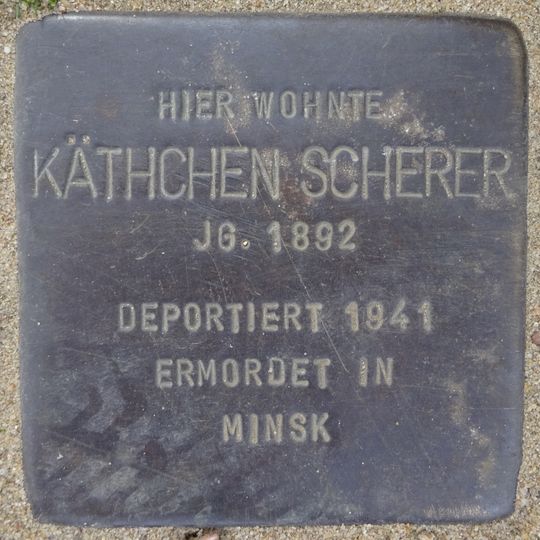 HIER WOHNTE
KÄTHCHEN SCHERER
JG. 1892
DEPORTIERT 1941
ERMORDET IN
MINSK